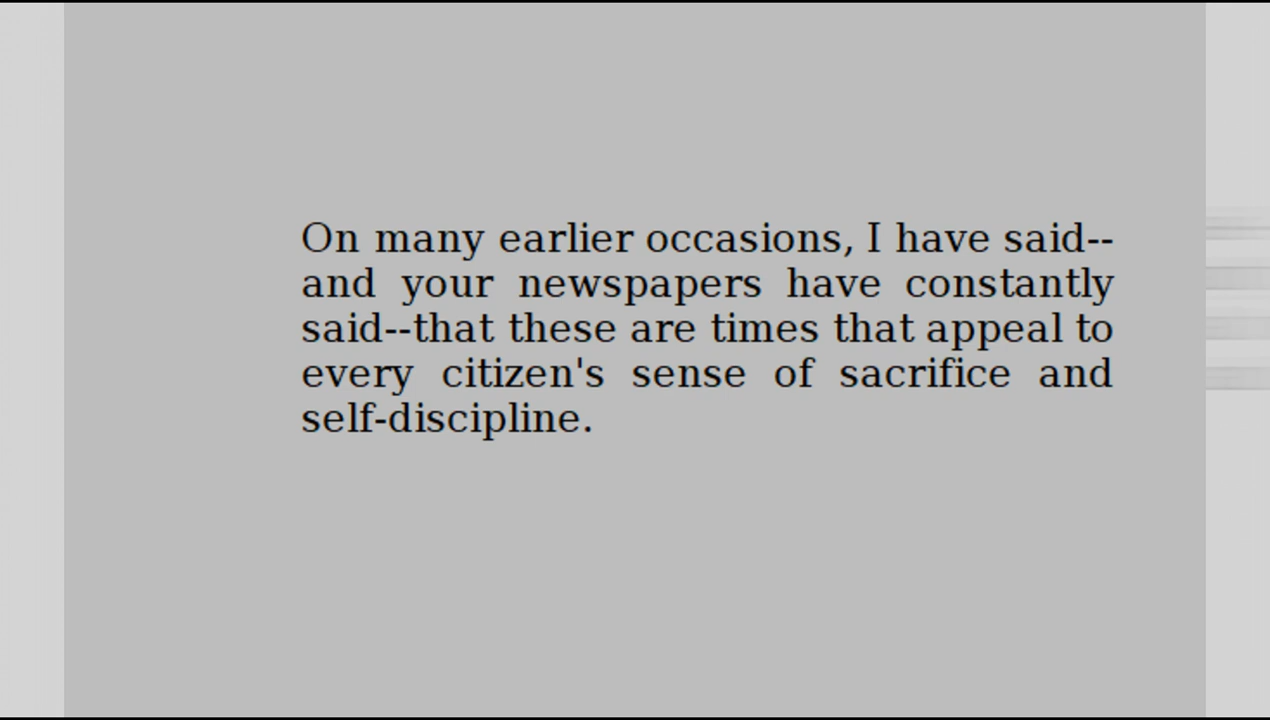 On many earlier occasions, I have said--
and your newspapers have constantly
said--that these are times that appeal to
every citizen's sense of sacrifice and
self-discipline.